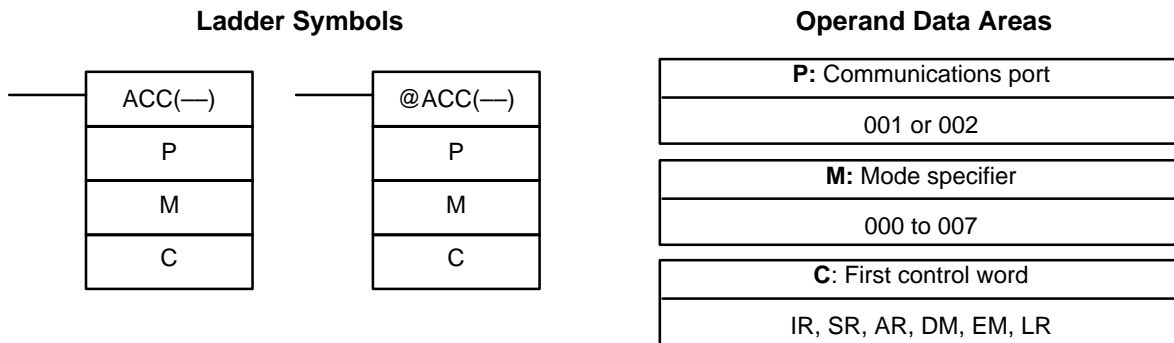 Ladder Symbols
ACC(—)
P
M
C
@ACC(—)
P
M
C
Operand Data Areas
P: Communications port
001 or 002
M: Mode specifier
000 to 007
C: First control word
IR, SR, AR, DM, EM, LR